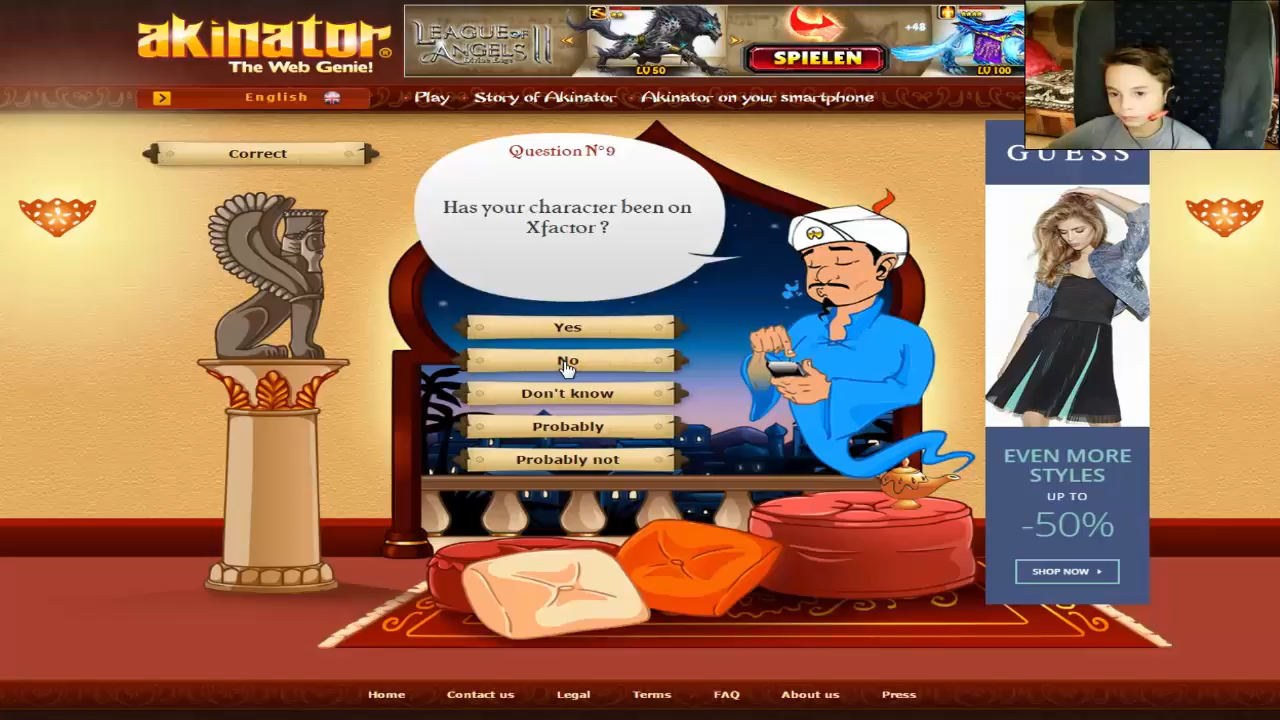 akinator®
The Web Genie!
LEAGUE OF
ANGELS II
LV 50
SPIELEN
+48
LV 100
English
Play
Story of Akinator
Akinator on your smartphone
Correct
Question N°9
Has your character been on
Xfactor ?
Yes
No
Don't know
Probably
Probably not
GUESS
EVEN MORE
STYLES
UP TO
-50%
SHOP NOW
Home
Contact us
Legal
Terms
FAQ
About us
Press